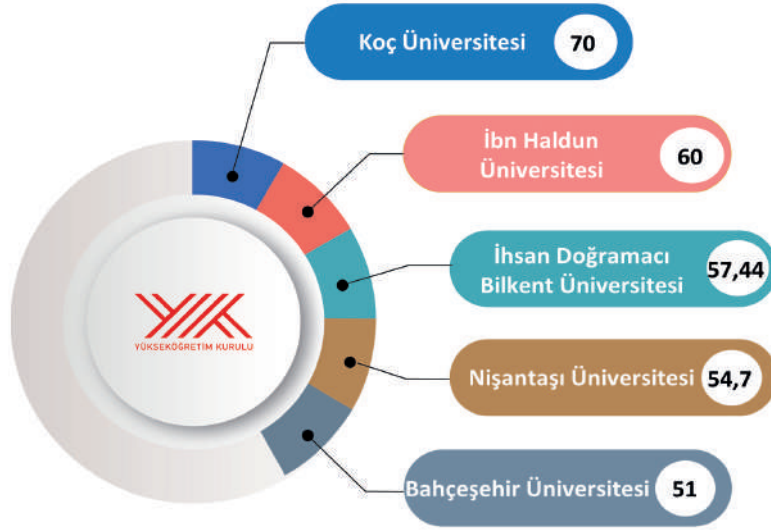 Koç Üniversitesi 70
İbn Haldun
Üniversitesi
60
İhsan Doğramacı
Bilkent Üniversitesi
57,44
Nişantaşı Üniversitesi 54,7
Bahçeşehir Üniversitesi 51
YÜKSEKÖĞRETİM KURULU